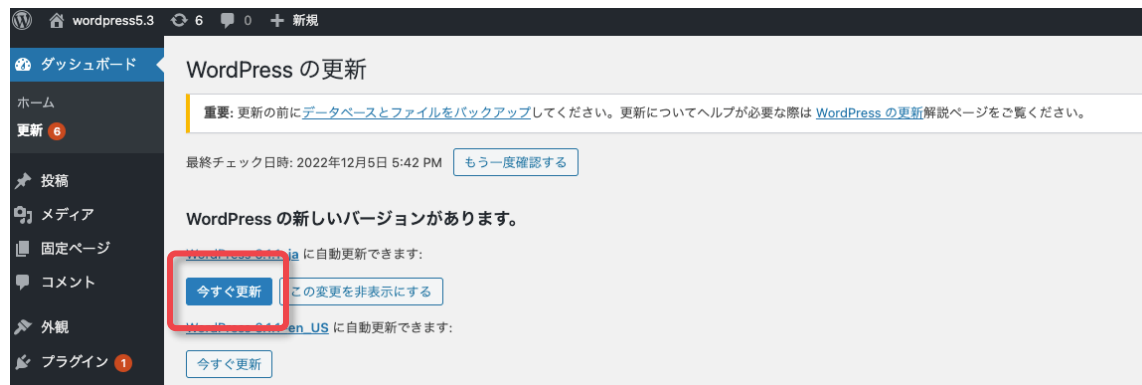 wordpress5.3 6 0 + 新規
ダッシュボード
ホーム
更新 6
投稿
メディア
固定ページ
コメント
外観
プラグイン 1
WordPress の更新
重要: 更新の前にデータベースとファイルをバックアップしてください。更新についてヘルプが必要な際は WordPress の更新解説ページをご覧ください。
最終チェック日時: 2022年12月5日 5:42 PM もう一度確認する
WordPress の新しいバージョンがあります。
WordPress ja に自動更新できます:
今すぐ更新 この変更を非表示にする
WordPress en_US に自動更新できます:
今すぐ更新